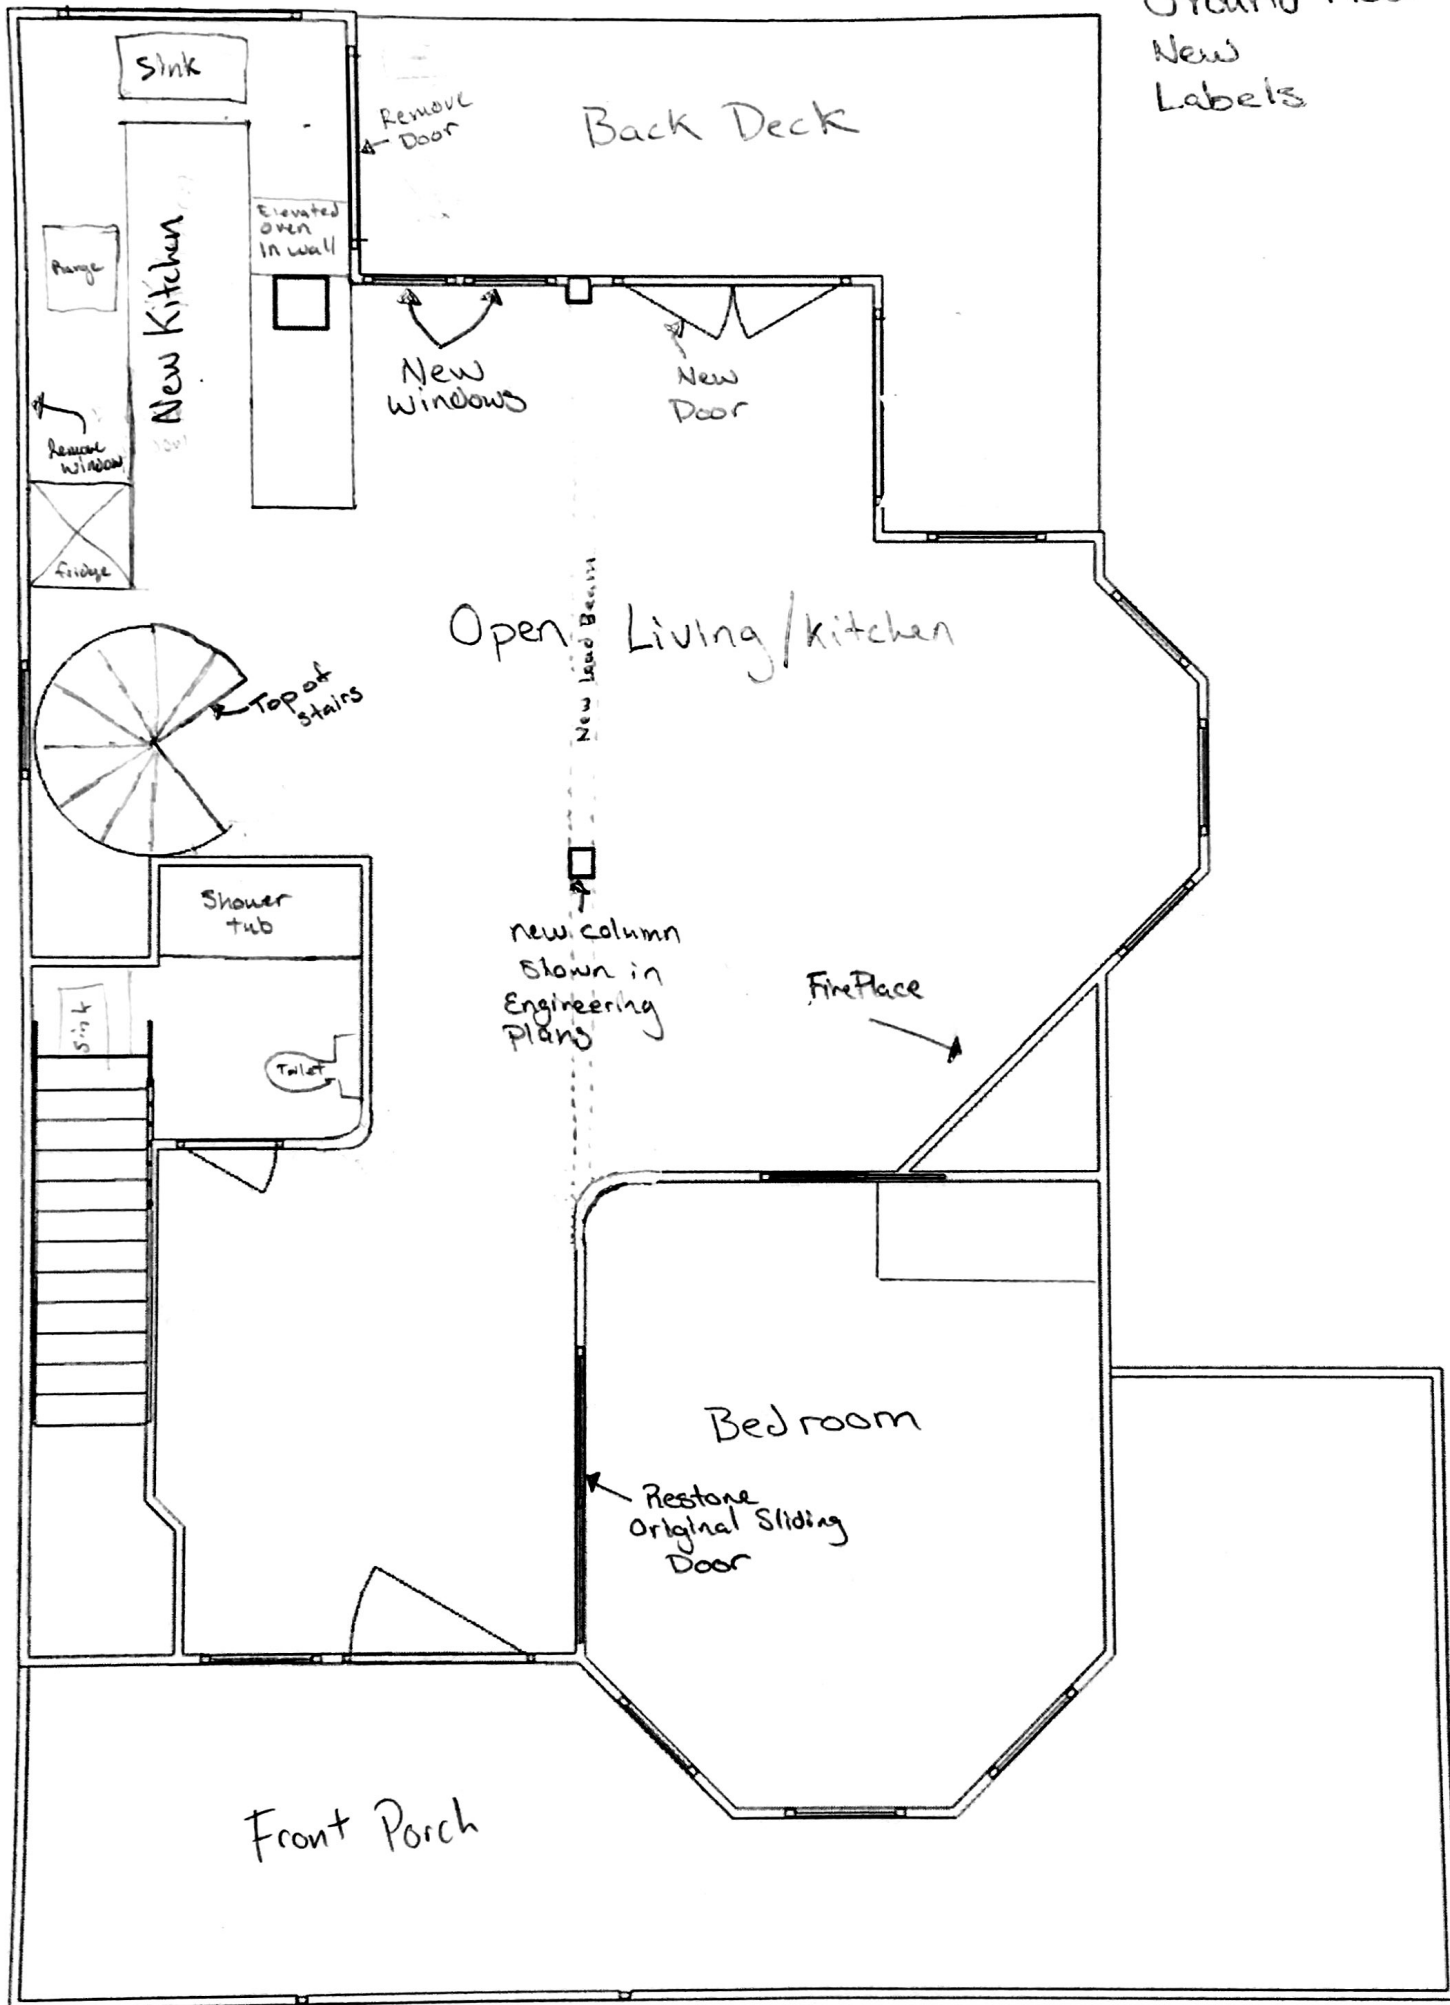 New
Labels
Sink
Remove
Door
Back Deck
Elevated
oven
In wall
Range
New Kitchen
New
Windows
New
Door
Remove
Window
fridge
Open Living/kitchen
New Load Beam
Top of
stairs
Shower
tub
new column
Shown in
Engineering
Plans
FirePlace
Sink
Toilet
Bedroom
Restore
Original Sliding
Door
Front Porch